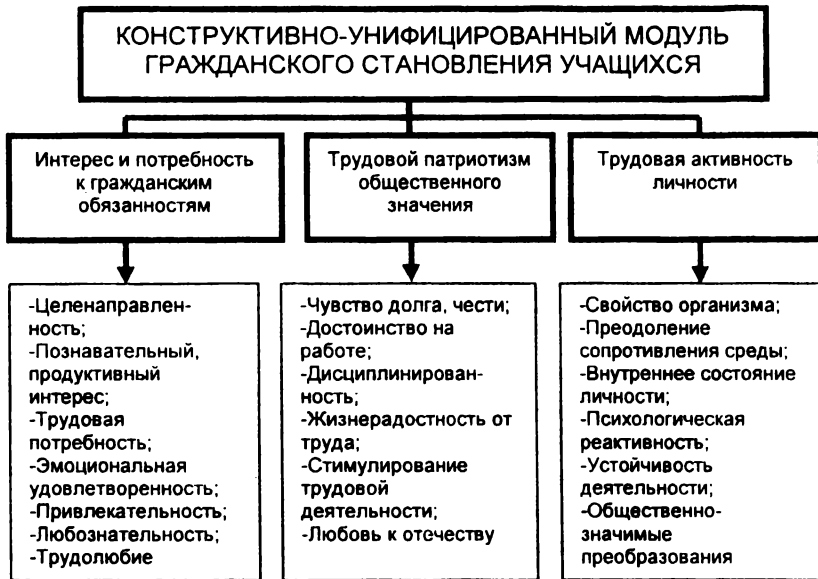 КОНСТРУКТИВНО-УНИФИЦИРОВАННЫЙ МОДУЛЬ
ГРАЖДАНСКОГО СТАНОВЛЕНИЯ УЧАЩИХСЯ
Интерес и потребность
к гражданским
обязанностям
Трудовой патриотизм
общественного
значения
Трудовая активность
личности
-Целенаправлен-
ность;
-Познавательный,
продуктивный
интерес;
-Трудовая
потребность;
-Эмоциональная
удовлетворенность;
-Привлекательность;
-Любознательность;
-Трудолюбие
-Чувство долга, чести;
-Достоинство на
работе;
-Дисциплинирован-
ность;
-Жизнерадостность от
труда;
-Стимулирование
трудовой
деятельности;
-Любовь к отечеству
-Свойство организма;
-Преодоление
сопротивления среды;
-Внутреннее состояние
личности;
-Психологическая
реактивность;
-Устойчивость
деятельности;
-Общественно-
значимые
преобразования